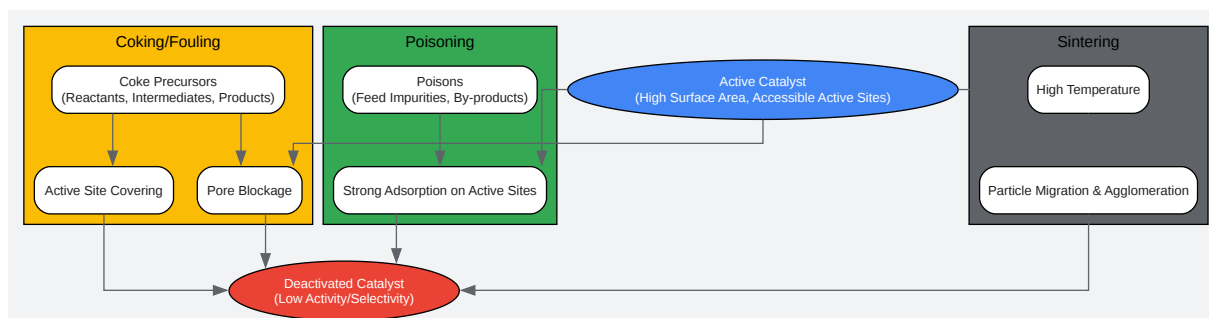 Coking/Fouling
Coke Precursors
(Reactants, Intermediates, Products)
Active Site Covering
Pore Blockage
Poisoning
Poisons
(Feed Impurities, By-products)
Strong Adsorption on Active Sites
Active Catalyst
(High Surface Area, Accessible Active Sites)
Sintering
High Temperature
Particle Migration & Agglomeration
Deactivated Catalyst
(Low Activity/Selectivity)